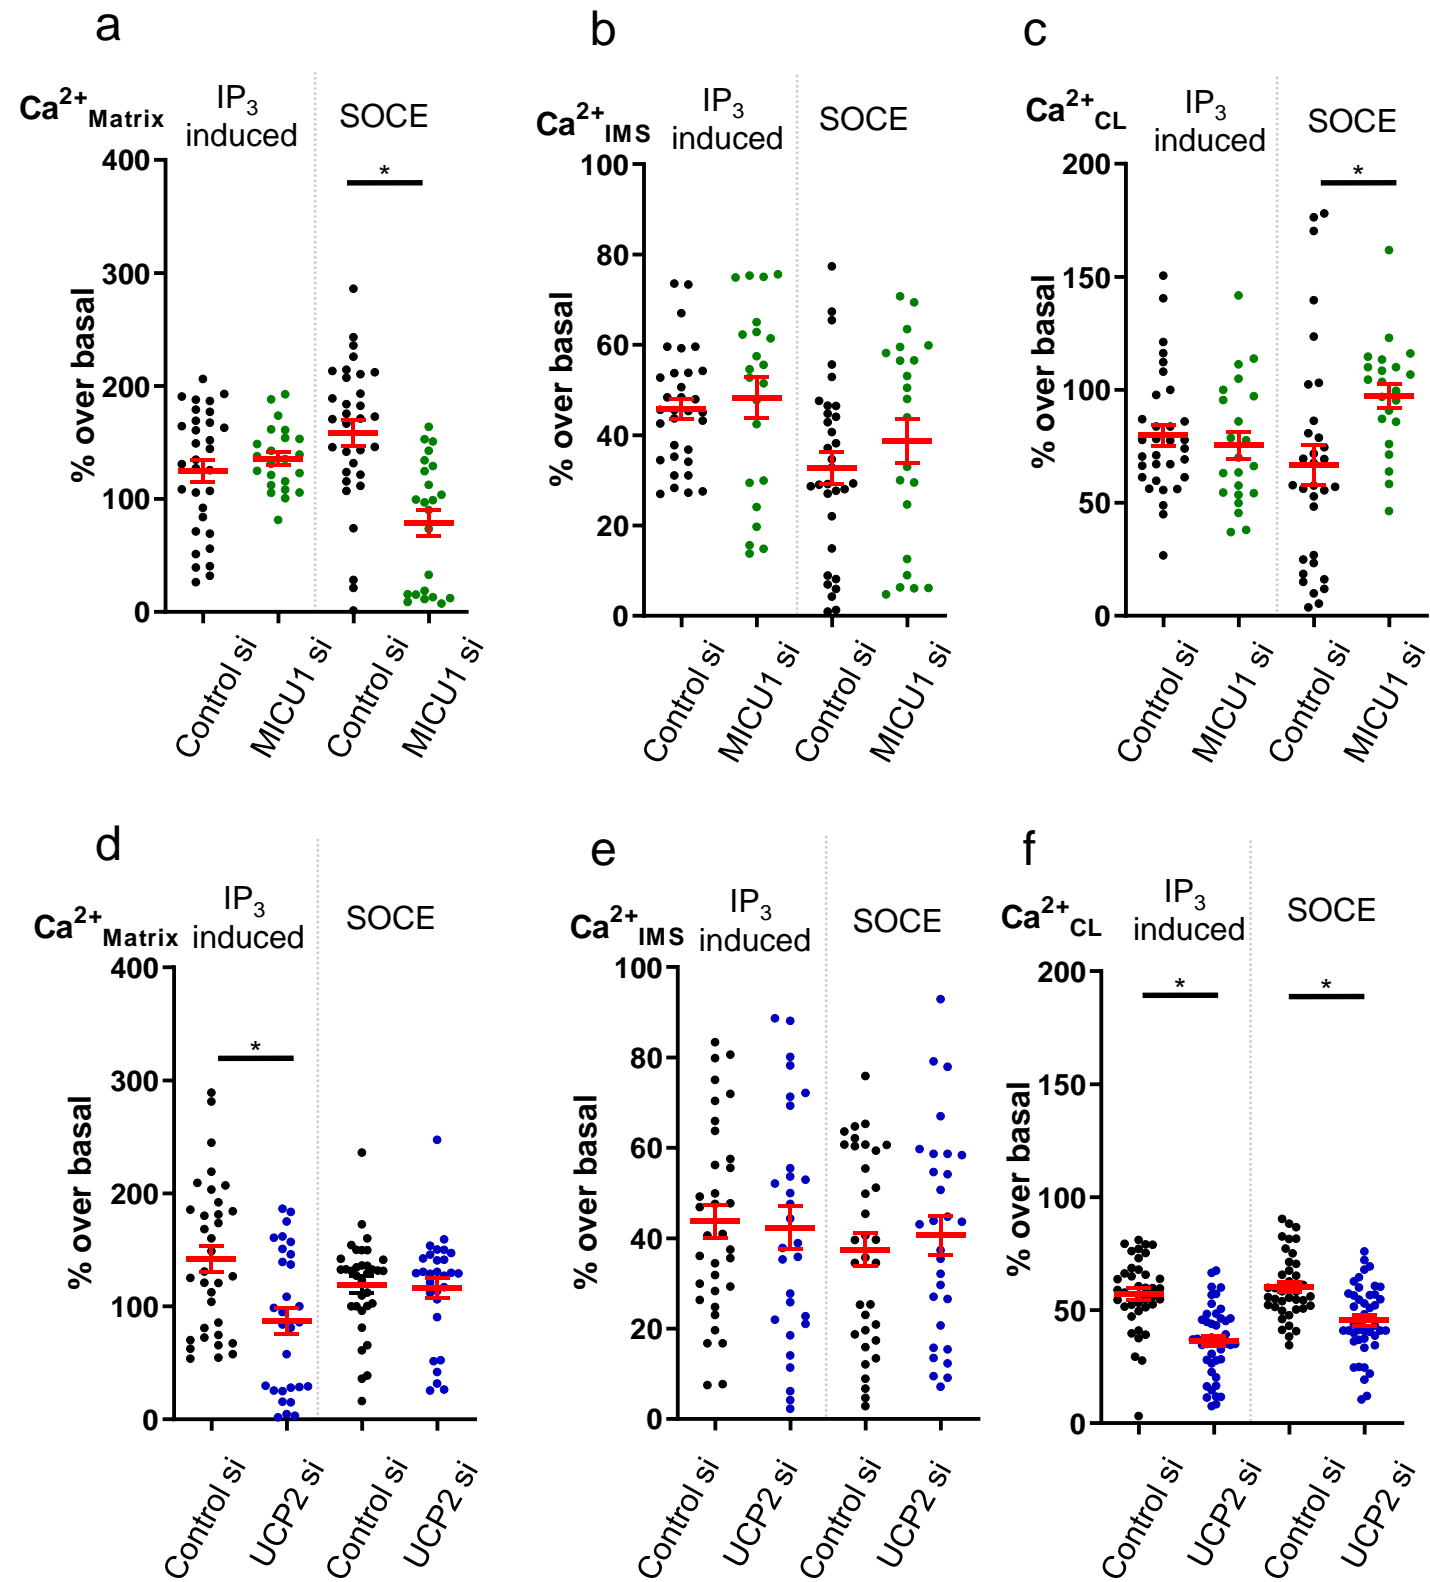 a
Ca2+Matrix
IP3
induced
SOCE
*
% over basal
400
300
200
100
0
Control si
MICU1 si
Control si
MICU1 si
b
Ca2+IMS
IP3
induced
SOCE
% over basal
100
80
60
40
20
0
Control si
MICU1 si
Control si
MICU1 si
c
Ca2+CL
IP3
induced
SOCE
*
% over basal
200
150
100
50
0
Control si
MICU1 si
Control si
MICU1 si
d
Ca2+Matrix
IP3
induced
SOCE
*
% over basal
400
300
200
100
0
Control si
UCP2 si
Control si
UCP2 si
e
Ca2+IMS
IP3
induced
SOCE
% over basal
100
80
60
40
20
0
Control si
UCP2 si
Control si
UCP2 si
f
Ca2+CL
IP3
induced
SOCE
*
*
% over basal
200
150
100
50
0
Control si
UCP2 si
Control si
UCP2 si